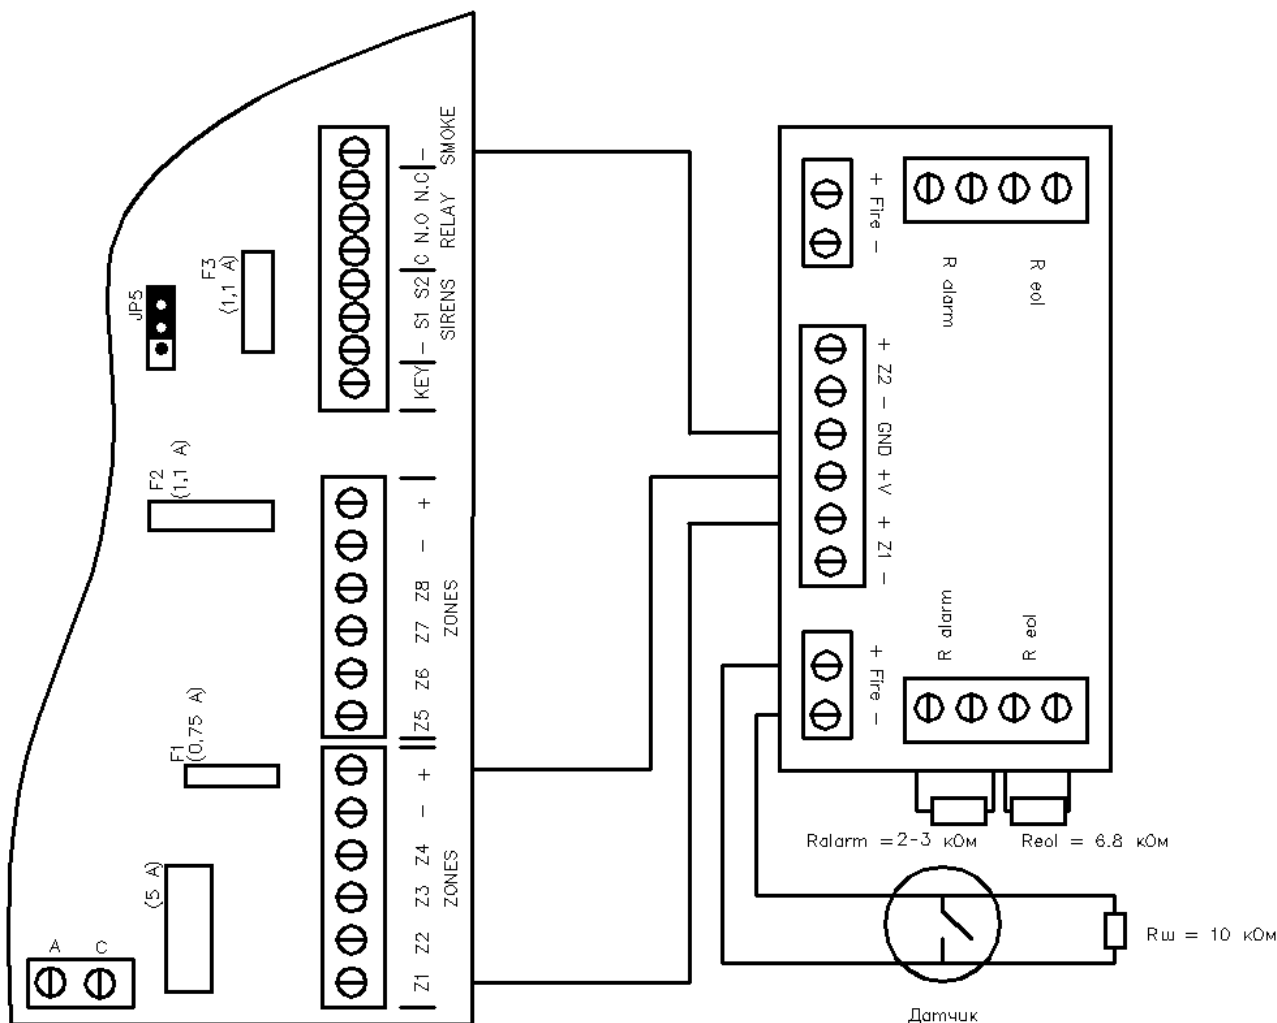 SMOKE
-
N.C
N.O
C
RELAY
S2
S1
-
SIRENS
KEY
F3
(1,1 A)
JP5
F2
(1,1 A)
+
-
Z8
Z7
Z6
Z5
ZONES
F1
(0,75 A)
+
-
Z4
Z3
Z2
Z1
ZONES
(5 A)
A C
+ Fire -
R alarm
R eol
+ Z2 - GND +V + Z1 -
R alarm
R eol
+ Fire -
Ralarm =2-3 кОм
Reol = 6.8 кОм
Rш = 10 кОм
Датчик